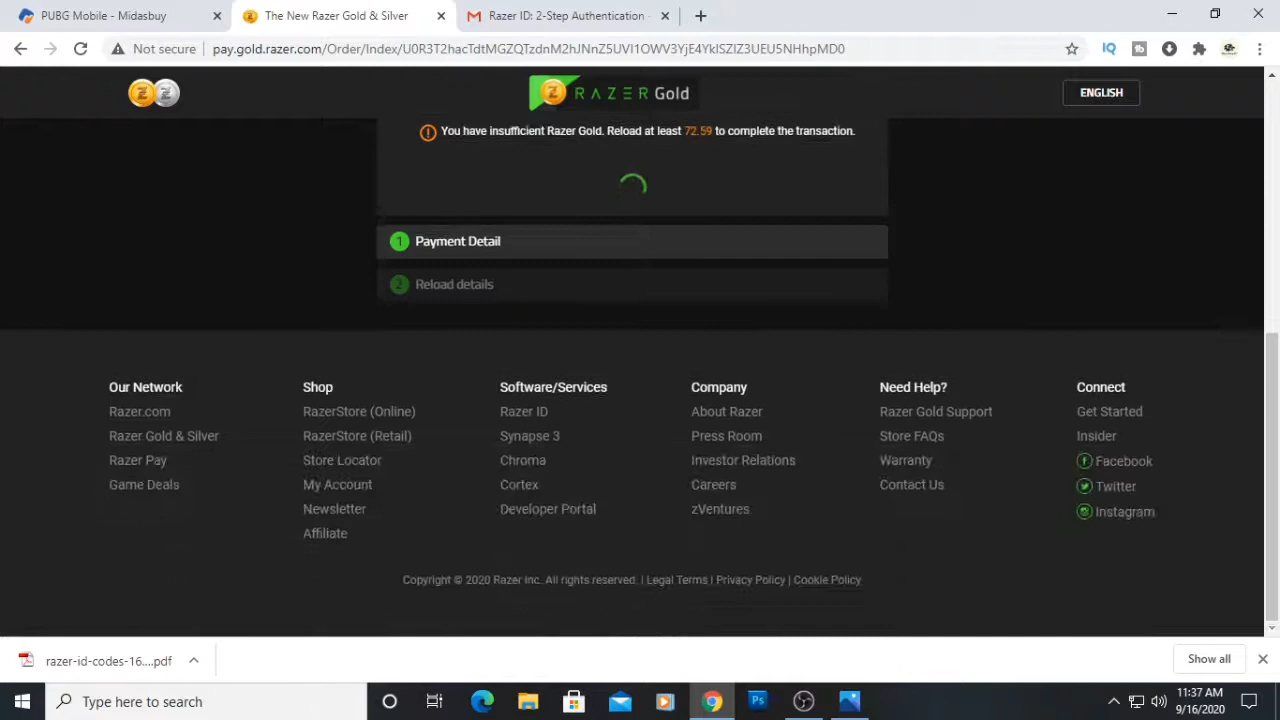 PUBG Mobile - Midasbuy
The New Razer Gold & Silver
Razer ID: 2-Step Authentication -
Not secure
pay.gold.razer.com/Order/Index/U0R3T2hacTdtMGZQTzdnM2hJNnZ5UVI1OWV3YjE4YklSZlZ3UEU5NHhpMD0
RAZER Gold
ENGLISH
You have insufficient Razer Gold. Reload at least 72.59 to complete the transaction.
1 Payment Detail
2 Reload details
Our Network
Razer.com
Razer Gold & Silver
Razer Pay
Game Deals
Shop
RazerStore (Online)
RazerStore (Retail)
Store Locator
My Account
Newsletter
Affiliate
Software/Services
Razer ID
Synapse 3
Chroma
Cortex
Developer Portal
Company
About Razer
Press Room
Investor Relations
Careers
zVentures
Need Help?
Razer Gold Support
Store FAQs
Warranty
Contact Us
Connect
Get Started
Insider
Facebook
Twitter
Instagram
Copyright © 2020 Razer Inc. All rights reserved. | Legal Terms | Privacy Policy | Cookie Policy
razer-id-codes-16....pdf
Show all
Type here to search
Ps
11:37 AM
9/16/2020